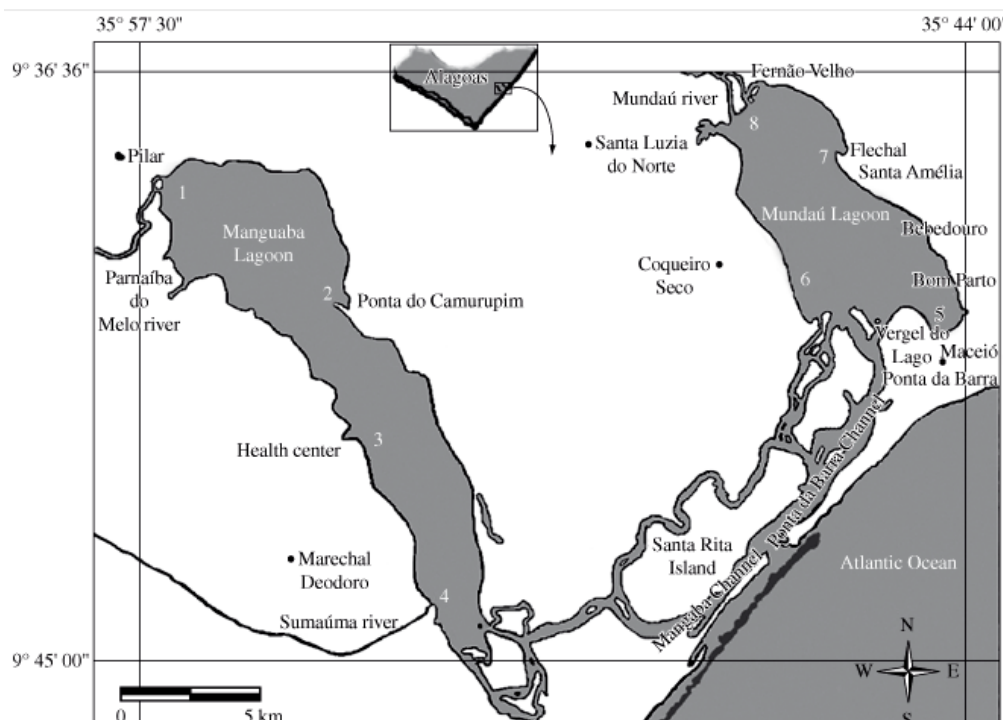 35° 57' 30"
35° 44' 00"
9° 36' 36"
Alagoas
Fernão Velho
Mundaú river
8
Santa Luzia
do Norte
Pilar
7
Flechal
Santa Amélia
1
Mundaú Lagoon
Manguaba
Lagoon
Bebedouro
Coqueiro
Seco
Parnaíba
do
Melo river
6
Bom Parto
2
Ponta do Camurupim
5
Vergel do
Lago
Maceió
Ponta da Barra
3
Health center
Ponta da Barra Channel
Santa Rita
Island
Mangaba Channel
Marechal
Deodoro
Atlantic Ocean
4
Sumaúma river
N
W
E
S
9° 45' 00"
0
5 km